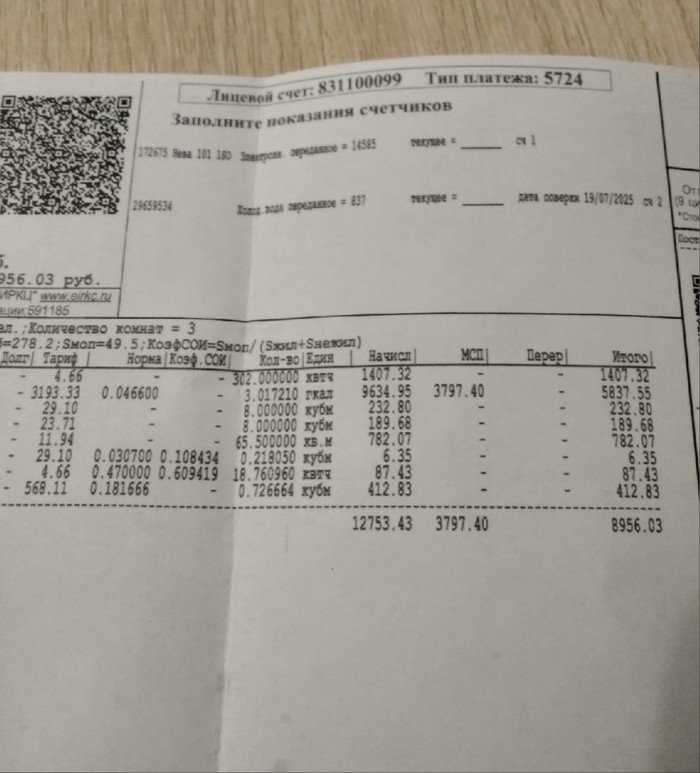 Лицевой счет: 831100099 Тип платежа: 5724
Заполните показания счетчиков
172675 Нева 101 1S0 Электроэн. переданное = 14585 текущее = ______ сч 1
29659534 Холод.вода переданное = 837 текущее = ______ дата поверки 19/07/2025 сч 2
б.
956.03 руб.
ИРКЦ" www.eirkc.ru
ации:591185
ел.;Количество комнат = 3
б=278.2;Sмоп=49.5;КоэфСОИ=Sмоп/(Sжил+Sнежил)
Долг| Тариф| Норма|Коэф.СОИ| Кол-во|Един Начисл| МСП| Перер| Итого|
- 4.66 - - 302.000000 квтч 1407.32 - - 1407.32
- 3193.33 0.046600 - 3.017210 гкал 9634.95 3797.40 - 5837.55
- 29.10 - - 8.000000 кубм 232.80 - - 232.80
- 23.71 - - 8.000000 кубм 189.68 - - 189.68
- 11.94 - - 65.500000 кв.м 782.07 - - 782.07
- 29.10 0.030700 0.108434 0.218050 кубм 6.35 - - 6.35
- 4.66 0.470000 0.609419 18.760960 квтч 87.43 - - 87.43
- 568.11 0.181666 - 0.726664 кубм 412.83 - - 412.83
12753.43 3797.40 8956.03
От
(9 ци
*Стои
Пост